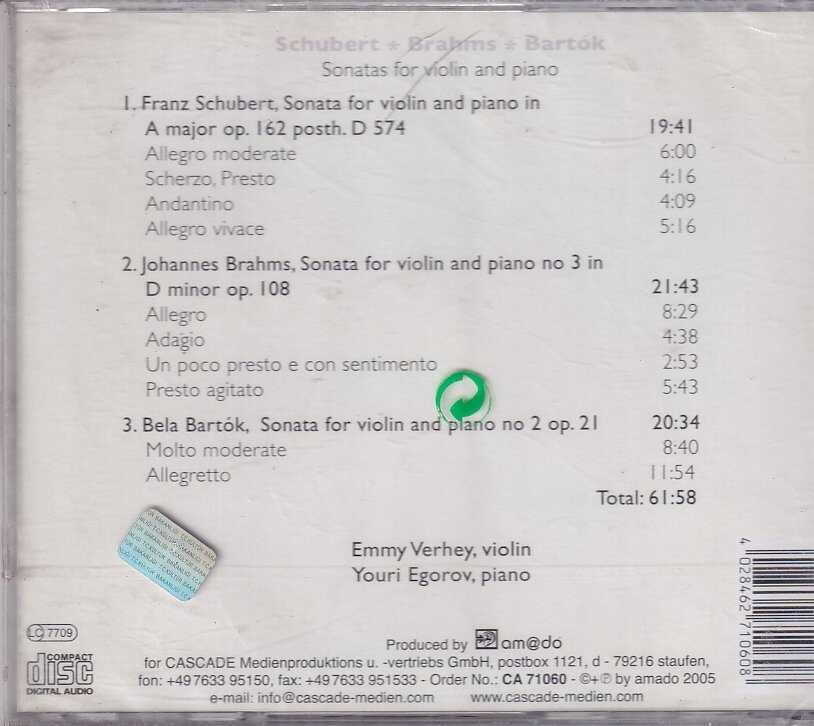 Schubert * Brahms * Bartók
Sonatas for violin and piano
1. Franz Schubert, Sonata for violin and piano in
A major op. 162 posth. D 574 19:41
Allegro moderate 6:00
Scherzo, Presto 4:16
Andantino 4:09
Allegro vivace 5:16
2. Johannes Brahms, Sonata for violin and piano no 3 in
D minor op. 108 21:43
Allegro 8:29
Adagio 4:38
Un poco presto e con sentimento 2:53
Presto agitato 5:43
3. Bela Bartók, Sonata for violin and piano no 2 op. 21 20:34
Molto moderate 8:40
Allegretto 11:54
Total: 61:58
Emmy Verhey, violin
Youri Egorov, piano
4 028462 710608
LC 7709
COMPACT
disc
DIGITAL AUDIO
Produced by am@do
for CASCADE Medienproduktions u. -vertriebs GmbH, postbox 1121, d - 79216 staufen,
fon: +497633 95150, fax: +497633 951533 - Order No.: CA 71060 - ©+℗ by amado 2005
e-mail: info@cascade-medien.com www.cascade-medien.com